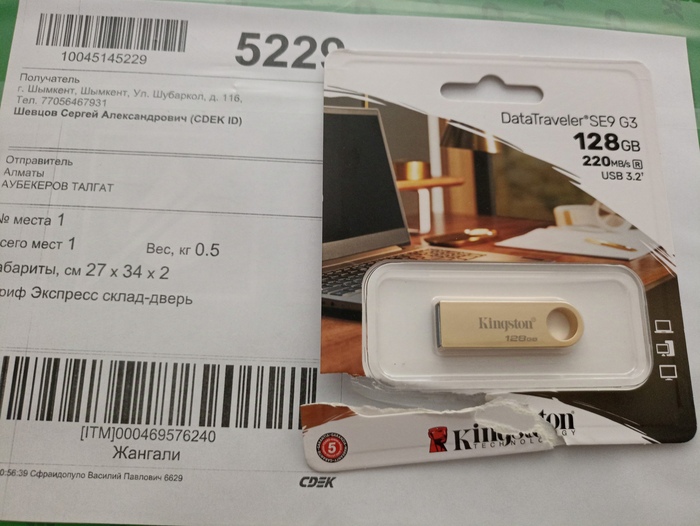 10045145229
5229
Получатель
г. Шымкент, Шымкент, Ул. Шубаркол, д. 116,
Тел. 77056467931
Шевцов Сергей Александрович (CDEK ID)
Отправитель
Алматы
АУБЕКЕРОВ ТАЛГАТ
№ места 1
сего мест 1 Вес, кг 0.5
абариты, см 27 x 34 x 2
риф Экспресс склад-дверь
[ITM]000469576240
Жангали
0:56:39 Сфраидопуло Василий Павлович 6629
CDEK
DataTraveler® SE9 G3
128GB
220MB/s R
USB 3.2¹
Kingston®
128GB
5
Kingston
TECHNOLOGY